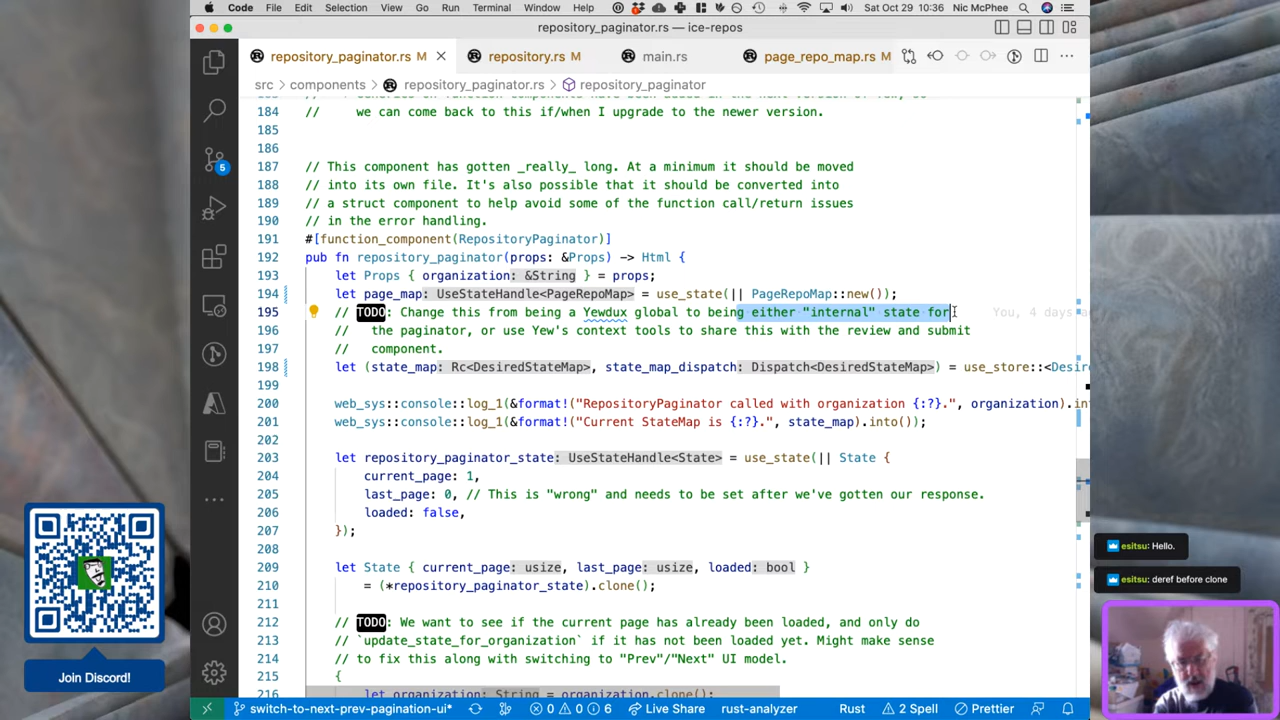 Code File Edit Selection View Go Run Terminal Window Help Sat Oct 29 10:36 Nic McPhee
repository_paginator.rs — ice-repos
repository_paginator.rs M repository.rs M main.rs page_repo_map.rs M
src > components > repository_paginator.rs > repository_paginator
184 // we can come back to this if/when I upgrade to the newer version.
185
186
187 // This component has gotten _really_ long. At a minimum it should be moved
188 // into its own file. It's also possible that it should be converted into
189 // a struct component to help avoid some of the function call/return issues
190 // in the error handling.
191 #[function_component(RepositoryPaginator)]
192 pub fn repository_paginator(props: &Props) -> Html {
193 let Props { organization: &String } = props;
194 let page_map: UseStateHandle<PageRepoMap> = use_state(|| PageRepoMap::new());
195 // TODO: Change this from being a Yewdux global to being either "internal" state for You, 4 days a
196 // the paginator, or use Yew's context tools to share this with the review and submit
197 // component.
198 let (state_map: Rc<DesiredStateMap>, state_map_dispatch: Dispatch<DesiredStateMap>) = use_store::<Desir
199
200 web_sys::console::log_1(&format!("RepositoryPaginator called with organization {:?}.", organization).in
201 web_sys::console::log_1(&format!("Current StateMap is {:?}.", state_map).into());
202
203 let repository_paginator_state: UseStateHandle<State> = use_state(|| State {
204 current_page: 1,
205 last_page: 0, // This is "wrong" and needs to be set after we've gotten our response.
206 loaded: false,
207 });
208
209 let State { current_page: usize, last_page: usize, loaded: bool }
210 = (*repository_paginator_state).clone();
211
212 // TODO: We want to see if the current page has already been loaded, and only do
213 // `update_state_for_organization` if it has not been loaded yet. Might make sense
214 // to fix this along with switching to "Prev"/"Next" UI model.
215 {
216 let organization: String = organization.clone();
5
esitsu: Hello.
esitsu: deref before clone
Join Discord!
switch-to-next-prev-pagination-ui* 0 0 6 Live Share rust-analyzer Rust 2 Spell Prettier